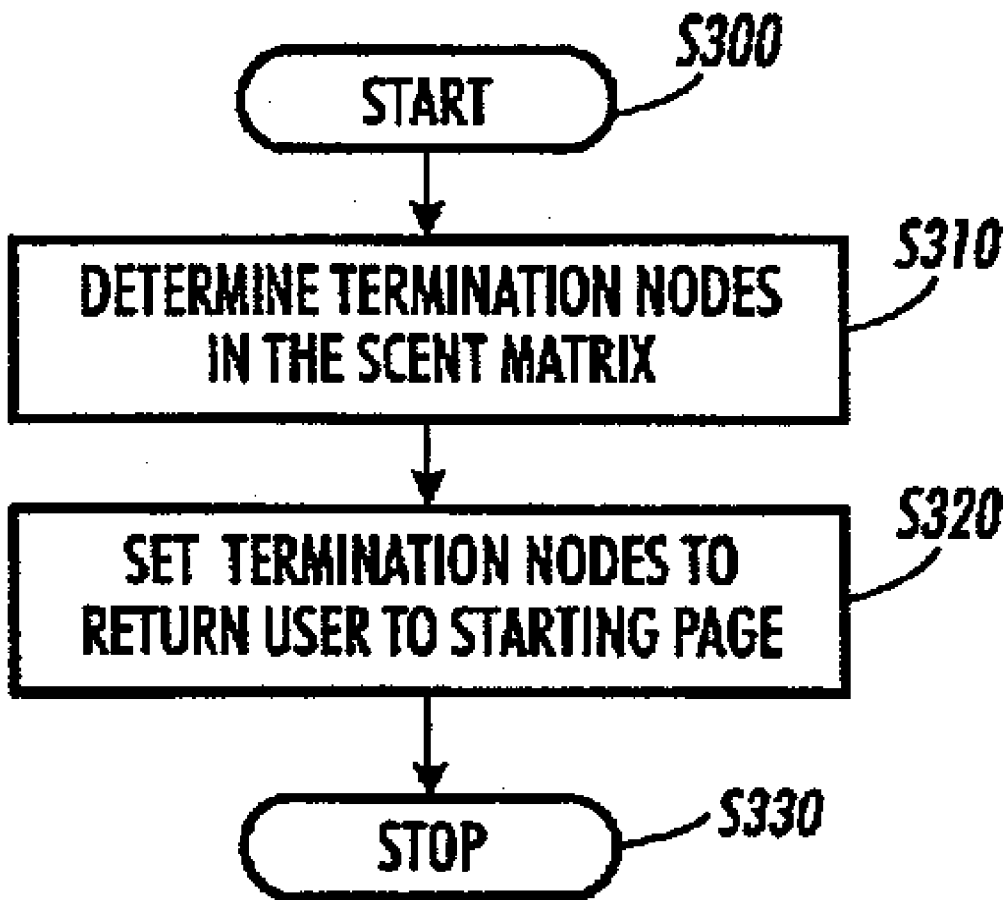 S300
START
S310
DETERMINE TERMINATION NODES
IN THE SCENT MATRIX
S320
SET TERMINATION NODES TO
RETURN USER TO STARTING PAGE
S330
STOP